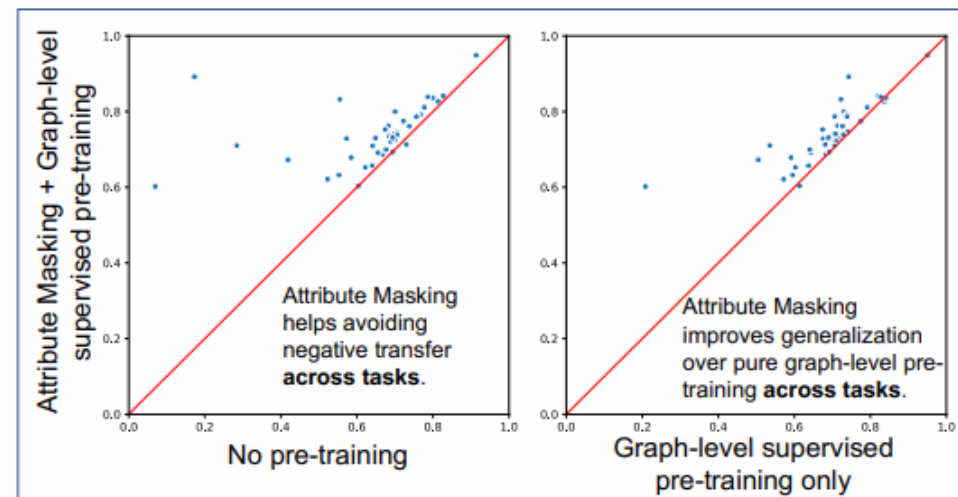 Attribute Masking + Graph-level
supervised pre-training
1.0
0.8
0.6
0.4
0.2
0.0
Attribute Masking
helps avoiding
negative transfer
across tasks.
0.0 0.2 0.4 0.6 0.8 1.0
No pre-training
1.0
0.8
0.6
0.4
0.2
0.0
Attribute Masking
improves generalization
over pure graph-level pre-
training across tasks.
0.0 0.2 0.4 0.6 0.8 1.0
Graph-level supervised
pre-training only